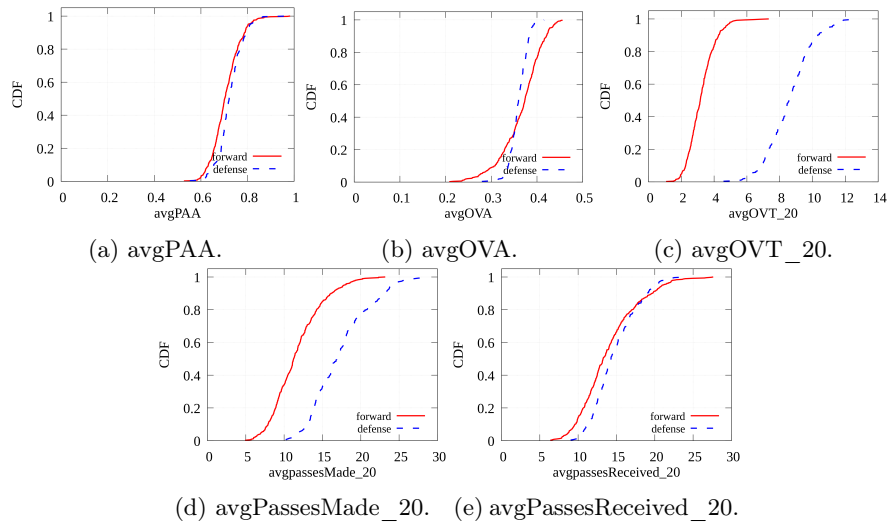 1
0.8
0.6
0.4
0.2
0
CDF
forward
defense
0 0.2 0.4 0.6 0.8 1
avgPAA
1
0.8
0.6
0.4
0.2
0
CDF
forward
defense
0 0.1 0.2 0.3 0.4 0.5
avgOVA
1
0.8
0.6
0.4
0.2
0
CDF
forward
defense
0 2 4 6 8 10 12 14
avgOVT_20
(a) avgPAA.
(b) avgOVA.
(c) avgOVT_20.
1
0.8
0.6
0.4
0.2
0
CDF
forward
defense
0 5 10 15 20 25 30
avgpassesMade_20
1
0.8
0.6
0.4
0.2
0
CDF
forward
defense
0 5 10 15 20 25 30
avgpassesReceived_20
(d) avgPassesMade_20.
(e) avgPassesReceived_20.